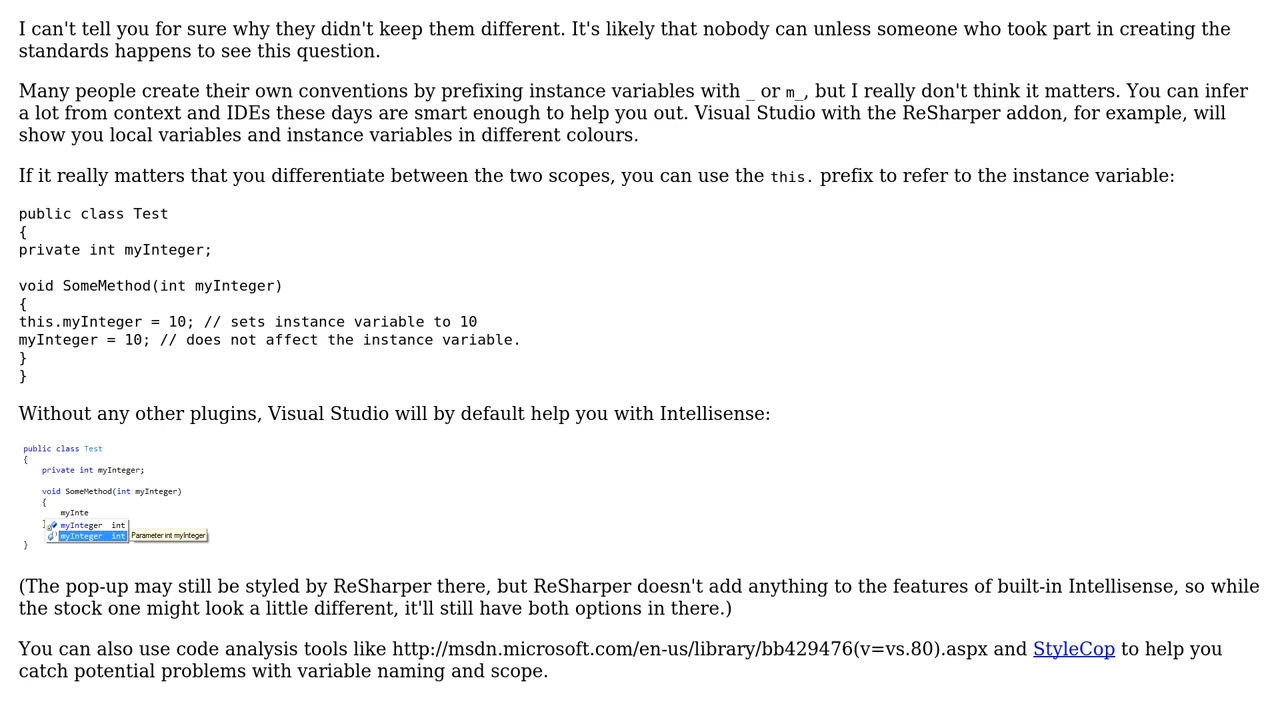 I can't tell you for sure why they didn't keep them different. It's likely that nobody can unless someone who took part in creating the
standards happens to see this question.
Many people create their own conventions by prefixing instance variables with _ or m_, but I really don't think it matters. You can infer
a lot from context and IDEs these days are smart enough to help you out. Visual Studio with the ReSharper addon, for example, will
show you local variables and instance variables in different colours.
If it really matters that you differentiate between the two scopes, you can use the this. prefix to refer to the instance variable:
public class Test
{
private int myInteger;
void SomeMethod(int myInteger)
{
this.myInteger = 10; // sets instance variable to 10
myInteger = 10; // does not affect the instance variable.
}
}
Without any other plugins, Visual Studio will by default help you with Intellisense:
public class Test
{
private int myInteger;
void SomeMethod(int myInteger)
{
myInte
} myInteger int
myInteger int Parameter int myInteger
}
(The pop-up may still be styled by ReSharper there, but ReSharper doesn't add anything to the features of built-in Intellisense, so while
the stock one might look a little different, it'll still have both options in there.)
You can also use code analysis tools like http://msdn.microsoft.com/en-us/library/bb429476(v=vs.80).aspx and StyleCop to help you
catch potential problems with variable naming and scope.